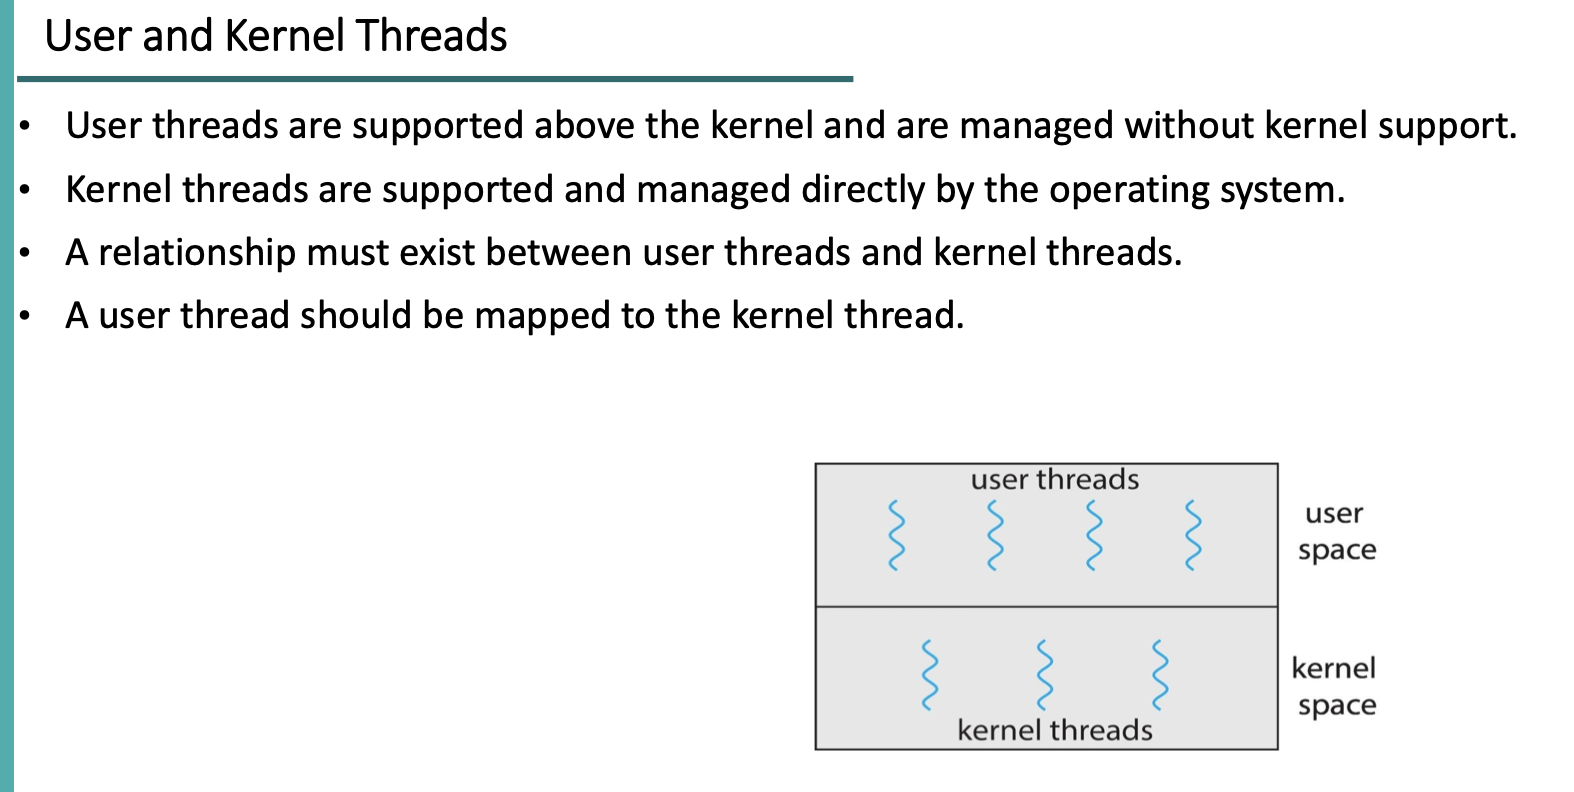 User and Kernel Threads
• User threads are supported above the kernel and are managed without kernel support.
• Kernel threads are supported and managed directly by the operating system.
• A relationship must exist between user threads and kernel threads.
• A user thread should be mapped to the kernel thread.
user threads
user
space
kernel
space
kernel threads